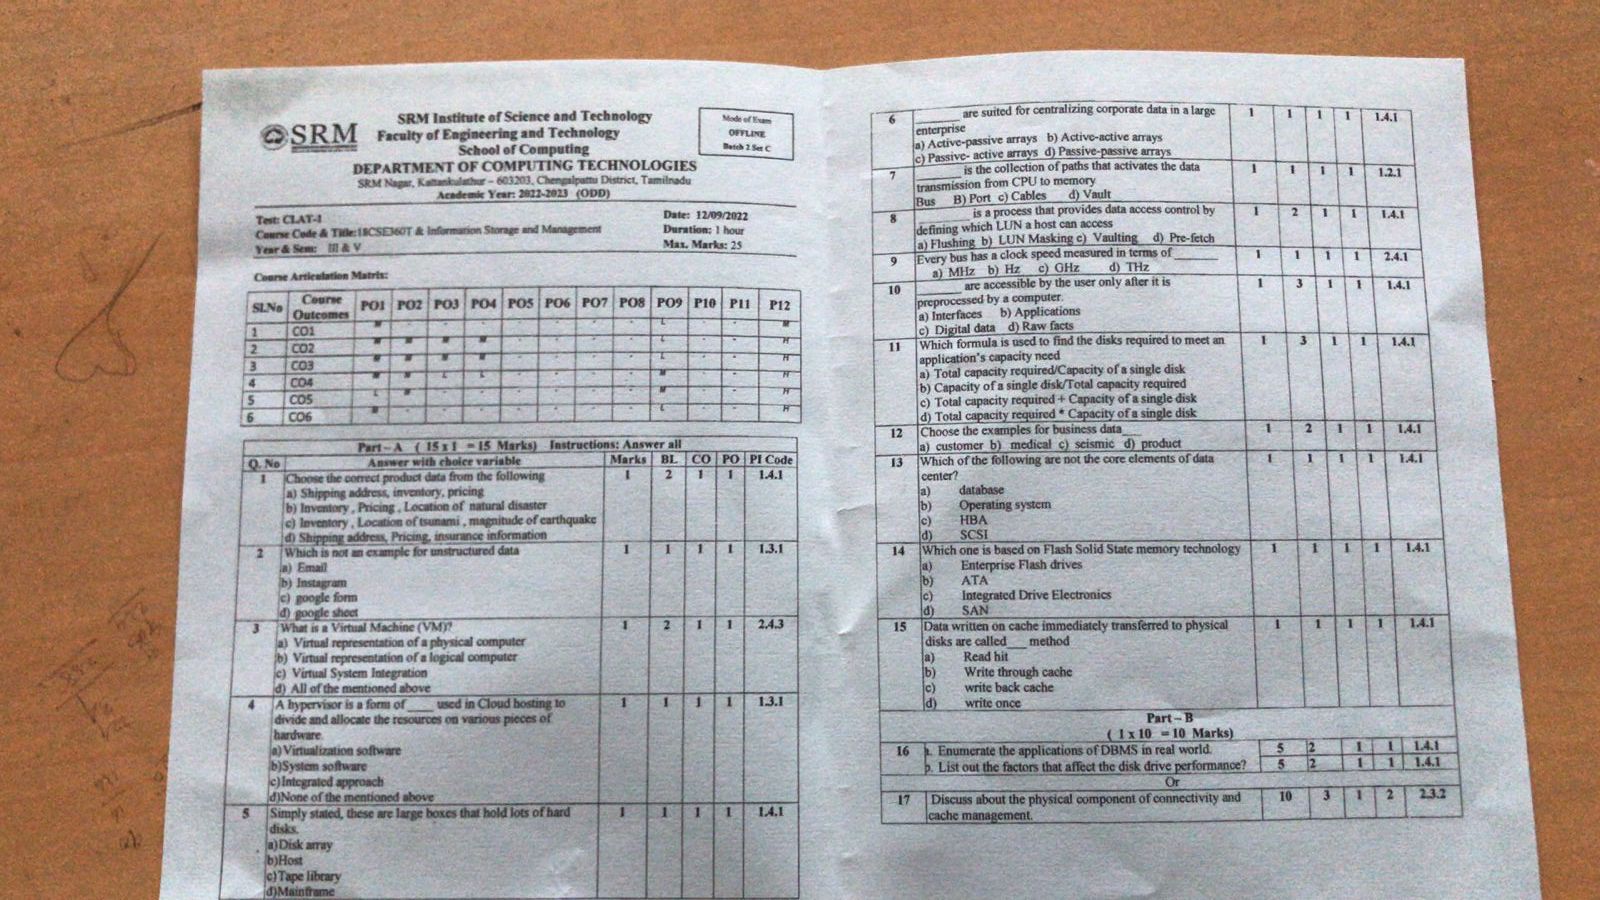 SRM
SRM Institute of Science and Technology
Faculty of Engineering and Technology
School of Computing
DEPARTMENT OF COMPUTING TECHNOLOGIES
SRM Nagar, Kattankulathur – 603203, Chengalpattu District, Tamilnadu
Academic Year: 2022-2023 (ODD)
Mode of Exam
OFFLINE
Batch 2 Set C
Test: CLAT-1
Date: 12/09/2022
Course Code & Title:18CSE360T & Information Storage and Management
Duration: 1 hour
Year & Sem: III & V
Max. Marks: 25
Course Articulation Matrix:
Sl.No Course Outcomes PO1 PO2 PO3 PO4 PO5 PO6 PO7 PO8 PO9 P10 P11 P12
1 CO1 M - - - - - - - L - - M
2 CO2 M M M M - - - - L - - H
3 CO3 M M M M - - - - L - - H
4 CO4 M M L L - - - - M - - H
5 CO5 L M - - - - - - M - - H
6 CO6 M - - - - - - - L - - H
Part – A ( 15 x 1 = 15 Marks) Instructions: Answer all
Q. No Answer with choice variable Marks BL CO PO PI Code
1 Choose the correct product data from the following 1 2 1 1 1.4.1
a) Shipping address, inventory, pricing
b) Inventory , Pricing , Location of natural disaster
c) Inventory , Location of tsunami , magnitude of earthquake
d) Shipping address, Pricing, insurance information
2 Which is not an example for unstructured data 1 1 1 1 1.3.1
a) Email
b) Instagram
c) google form
d) google sheet
3 What is a Virtual Machine (VM)? 1 2 1 1 2.4.3
a) Virtual representation of a physical computer
b) Virtual representation of a logical computer
c) Virtual System Integration
d) All of the mentioned above
4 A hypervisor is a form of ____ used in Cloud hosting to 1 1 1 1 1.3.1
divide and allocate the resources on various pieces of
hardware.
a)Virtualization software
b)System software
c)Integrated approach
d)None of the mentioned above
5 Simply stated, these are large boxes that hold lots of hard 1 1 1 1 1.4.1
disks.
a)Disk array
b)Host
c)Tape library
d)Mainframe
6 _______ are suited for centralizing corporate data in a large 1 1 1 1 1.4.1
enterprise
a) Active-passive arrays b) Active-active arrays
c) Passive- active arrays d) Passive-passive arrays
7 _______ is the collection of paths that activates the data 1 1 1 1 1.2.1
transmission from CPU to memory
Bus B) Port c) Cables d) Vault
8 ________ is a process that provides data access control by 1 2 1 1 1.4.1
defining which LUN a host can access
a) Flushing b) LUN Masking c) Vaulting d) Pre-fetch
9 Every bus has a clock speed measured in terms of _______ 1 1 1 1 2.4.1
a) MHz b) Hz c) GHz d) THz
10 _______ are accessible by the user only after it is 1 3 1 1 1.4.1
preprocessed by a computer.
a) Interfaces b) Applications
c) Digital data d) Raw facts
11 Which formula is used to find the disks required to meet an 1 3 1 1 1.4.1
application's capacity need
a) Total capacity required/Capacity of a single disk
b) Capacity of a single disk/Total capacity required
c) Total capacity required + Capacity of a single disk
d) Total capacity required * Capacity of a single disk
12 Choose the examples for business data__ 1 2 1 1 1.4.1
a) customer b) medical c) seismic d) product
13 Which of the following are not the core elements of data 1 1 1 1 1.4.1
center?
a) database
b) Operating system
c) HBA
d) SCSI
14 Which one is based on Flash Solid State memory technology 1 1 1 1 1.4.1
a) Enterprise Flash drives
b) ATA
c) Integrated Drive Electronics
d) SAN
15 Data written on cache immediately transferred to physical 1 1 1 1 1.4.1
disks are called___ method
a) Read hit
b) Write through cache
c) write back cache
d) write once
Part – B
( 1 x 10 = 10 Marks)
16 a. Enumerate the applications of DBMS in real world. 5 2 1 1 1.4.1
b. List out the factors that affect the disk drive performance? 5 2 1 1 1.4.1
Or
17 Discuss about the physical component of connectivity and 10 3 1 2 2.3.2
cache management.